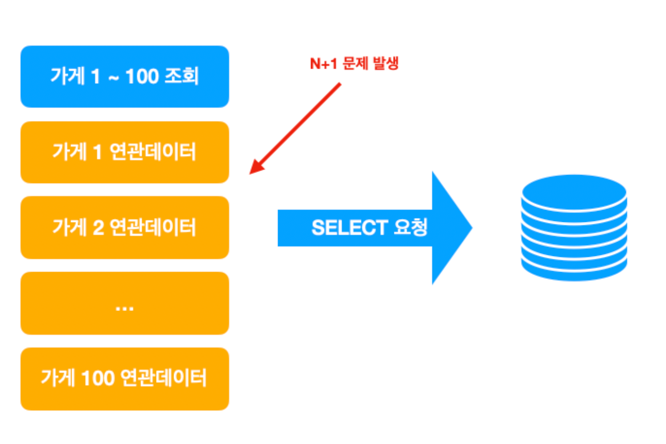 가게 1 ~ 100 조회
N+1 문제 발생
가게 1 연관데이터
가게 2 연관데이터
SELECT 요청
...
가게 100 연관데이터